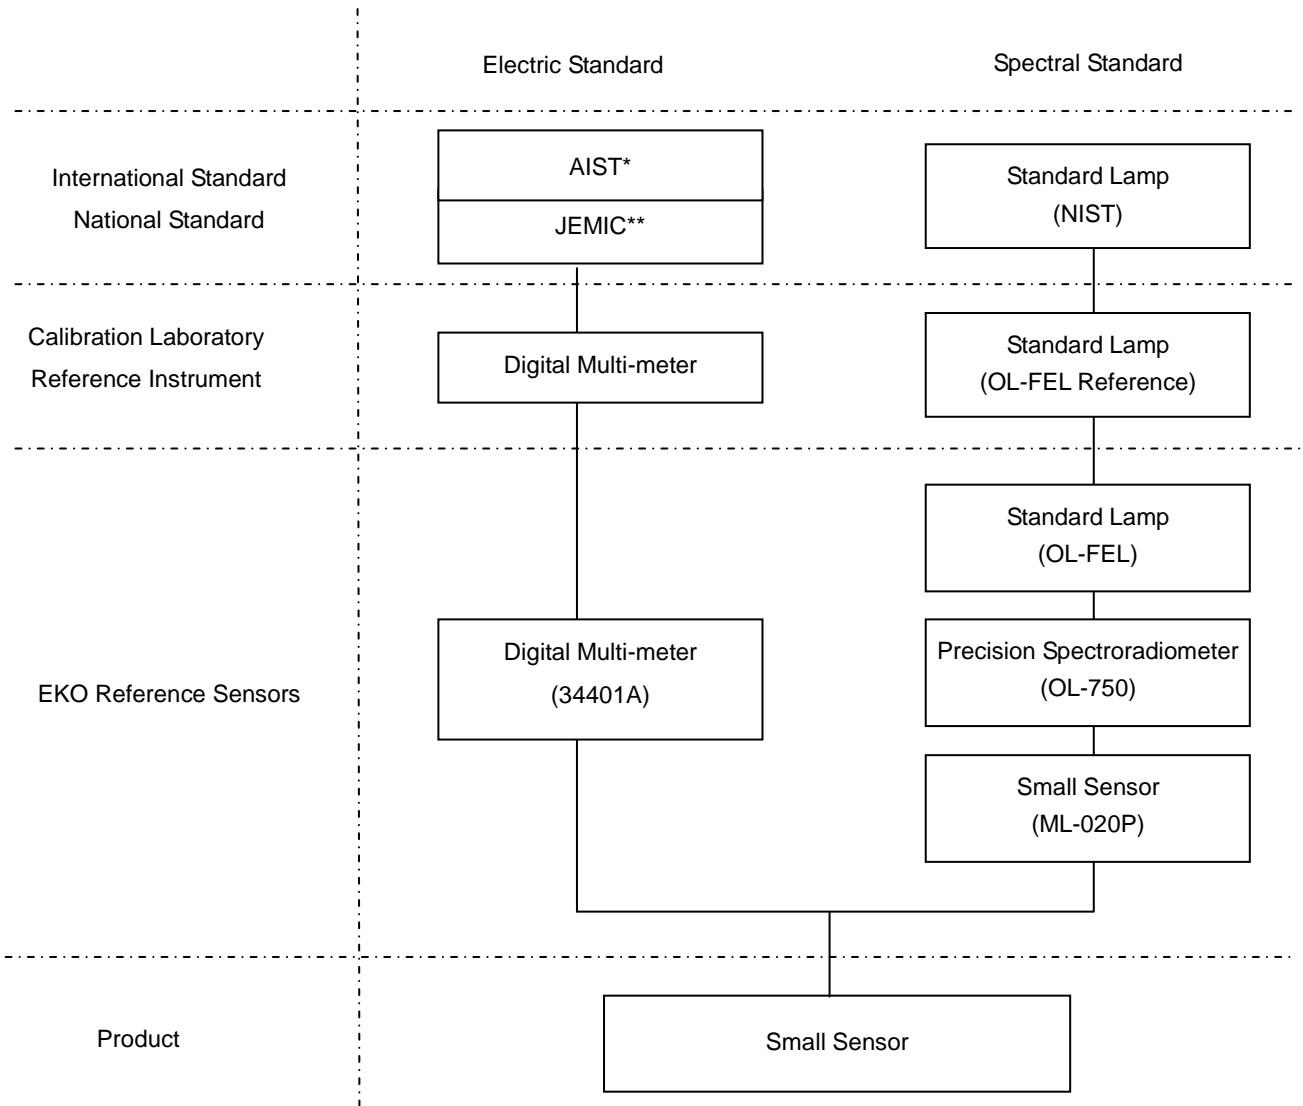 Electric Standard
Spectral Standard
International Standard
National Standard
AIST*
JEMIC**
Standard Lamp
(NIST)
Calibration Laboratory
Reference Instrument
Digital Multi-meter
Standard Lamp
(OL-FEL Reference)
EKO Reference Sensors
Digital Multi-meter
(34401A)
Standard Lamp
(OL-FEL)
Precision Spectroradiometer
(OL-750)
Small Sensor
(ML-020P)
Product
Small Sensor